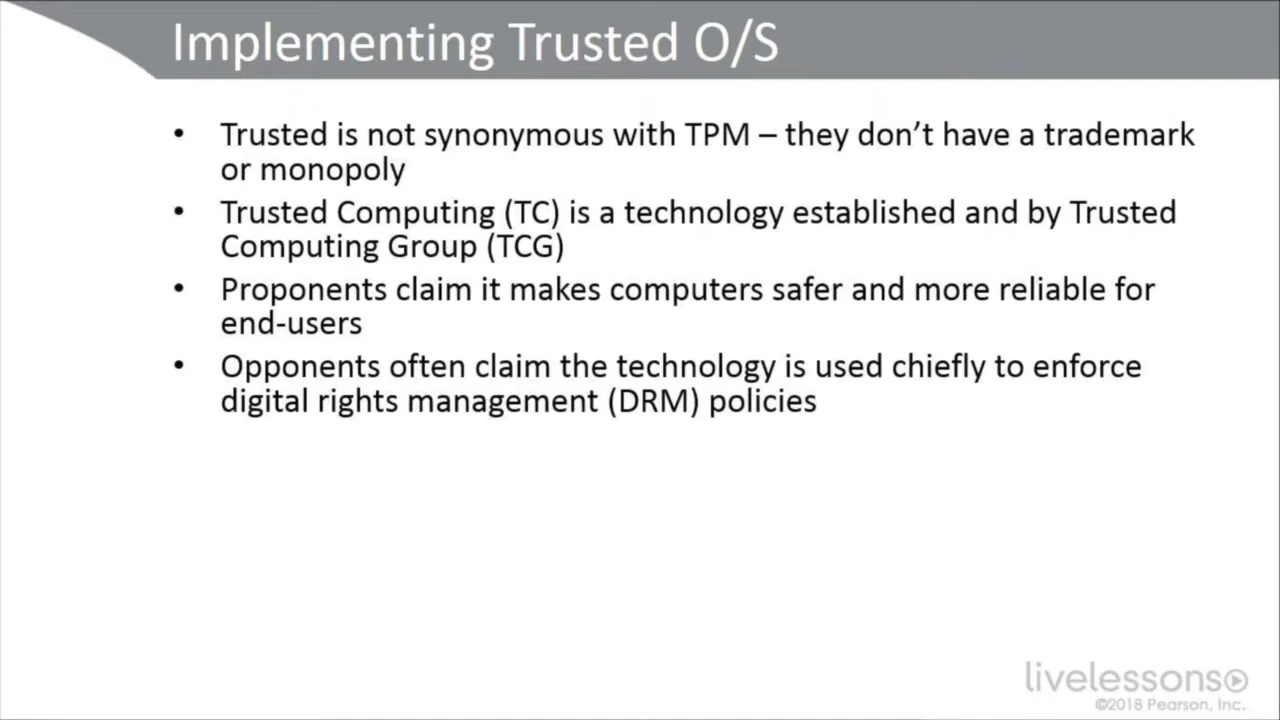 Implementing Trusted O/S
• Trusted is not synonymous with TPM – they don't have a trademark
or monopoly
• Trusted Computing (TC) is a technology established and by Trusted
Computing Group (TCG)
• Proponents claim it makes computers safer and more reliable for
end-users
• Opponents often claim the technology is used chiefly to enforce
digital rights management (DRM) policies
livelessons
©2018 Pearson, Inc.